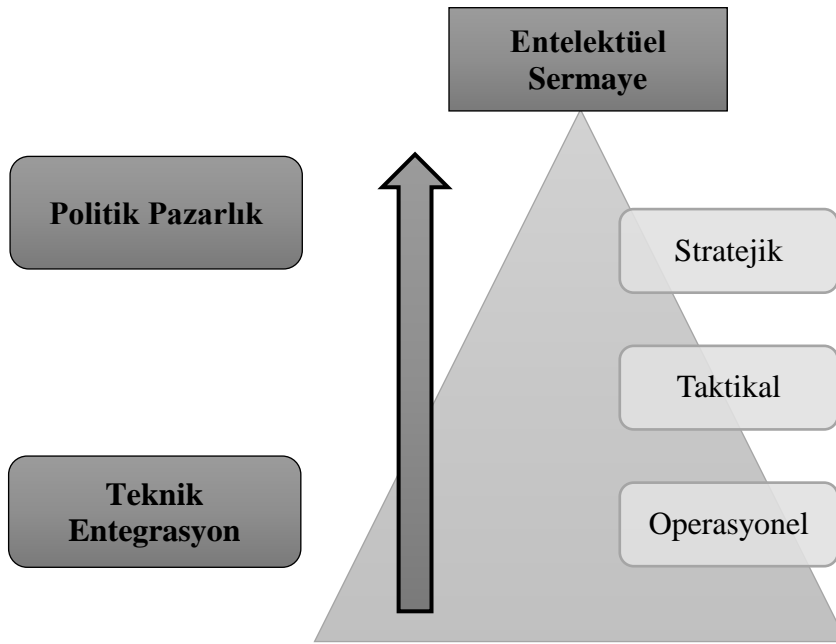 Entelektüel
Sermaye
Politik Pazarlık
Stratejik
Taktikal
Teknik
Entegrasyon
Operasyonel